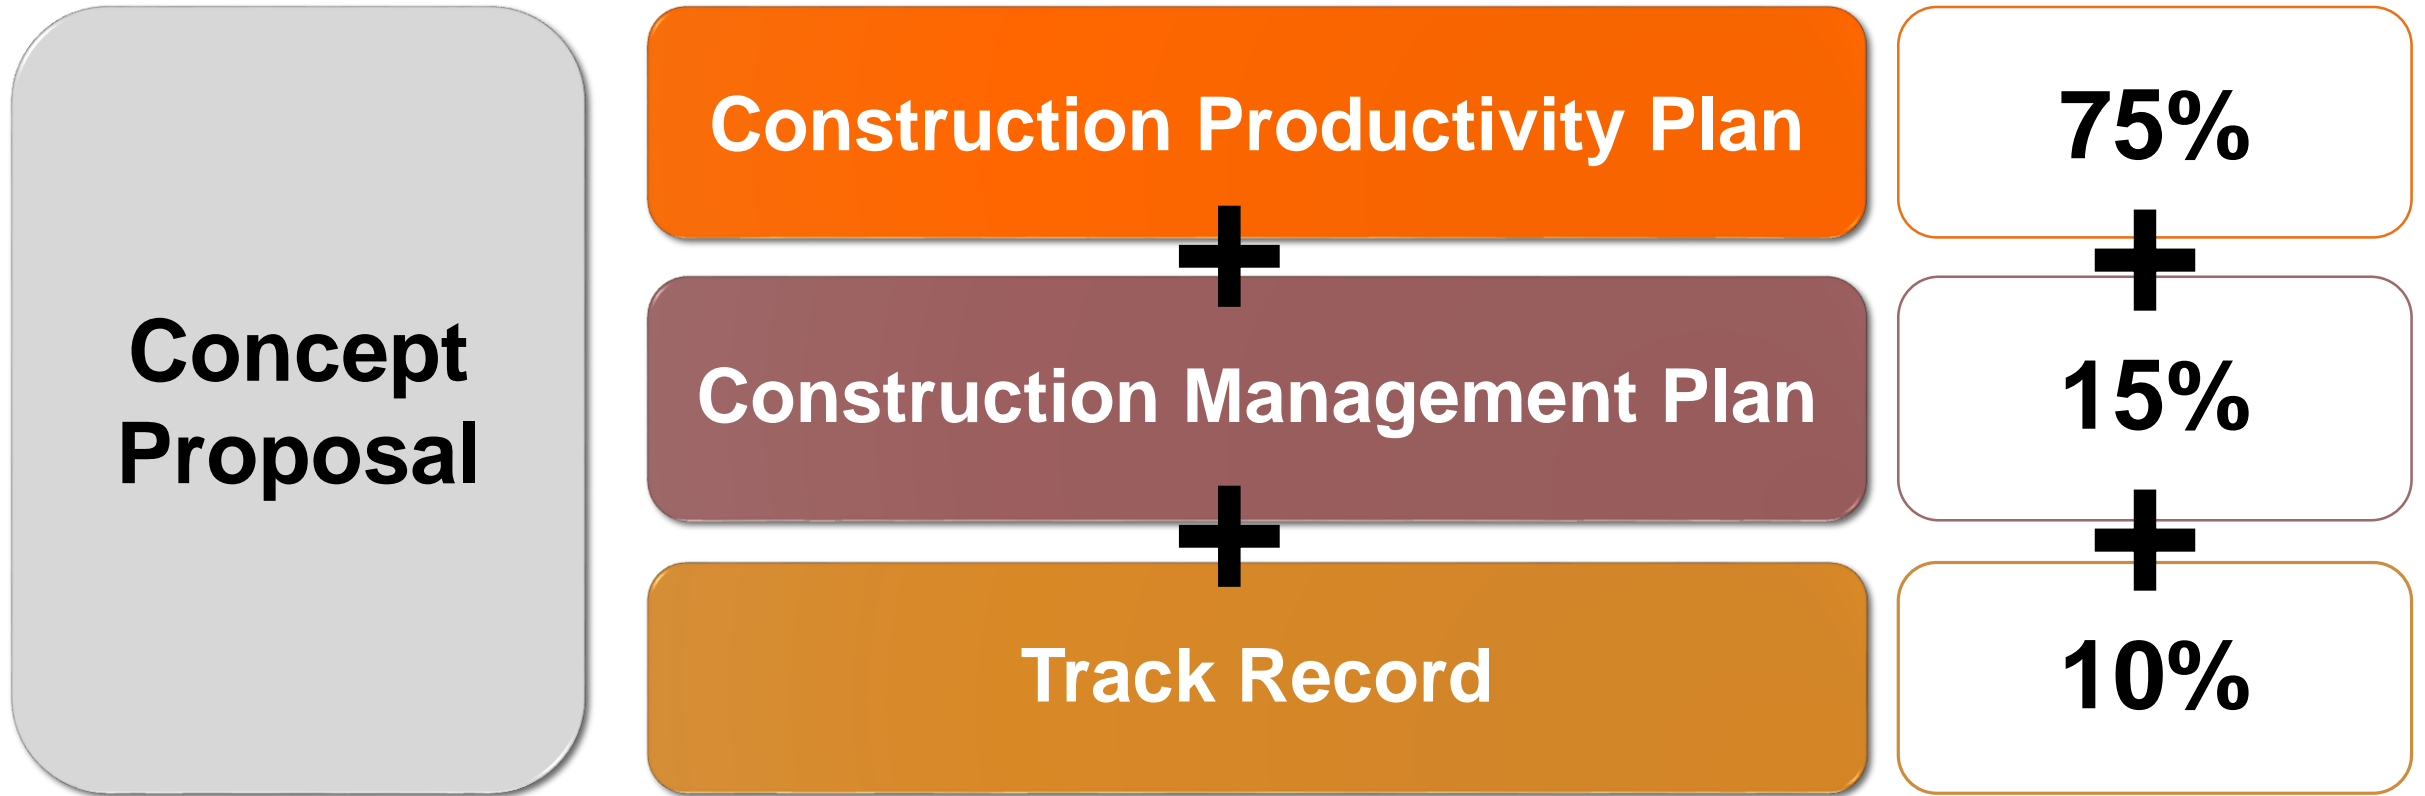 Concept
Proposal
Construction Productivity Plan
75%
+
+
Construction Management Plan
15%
+
+
Track Record
10%